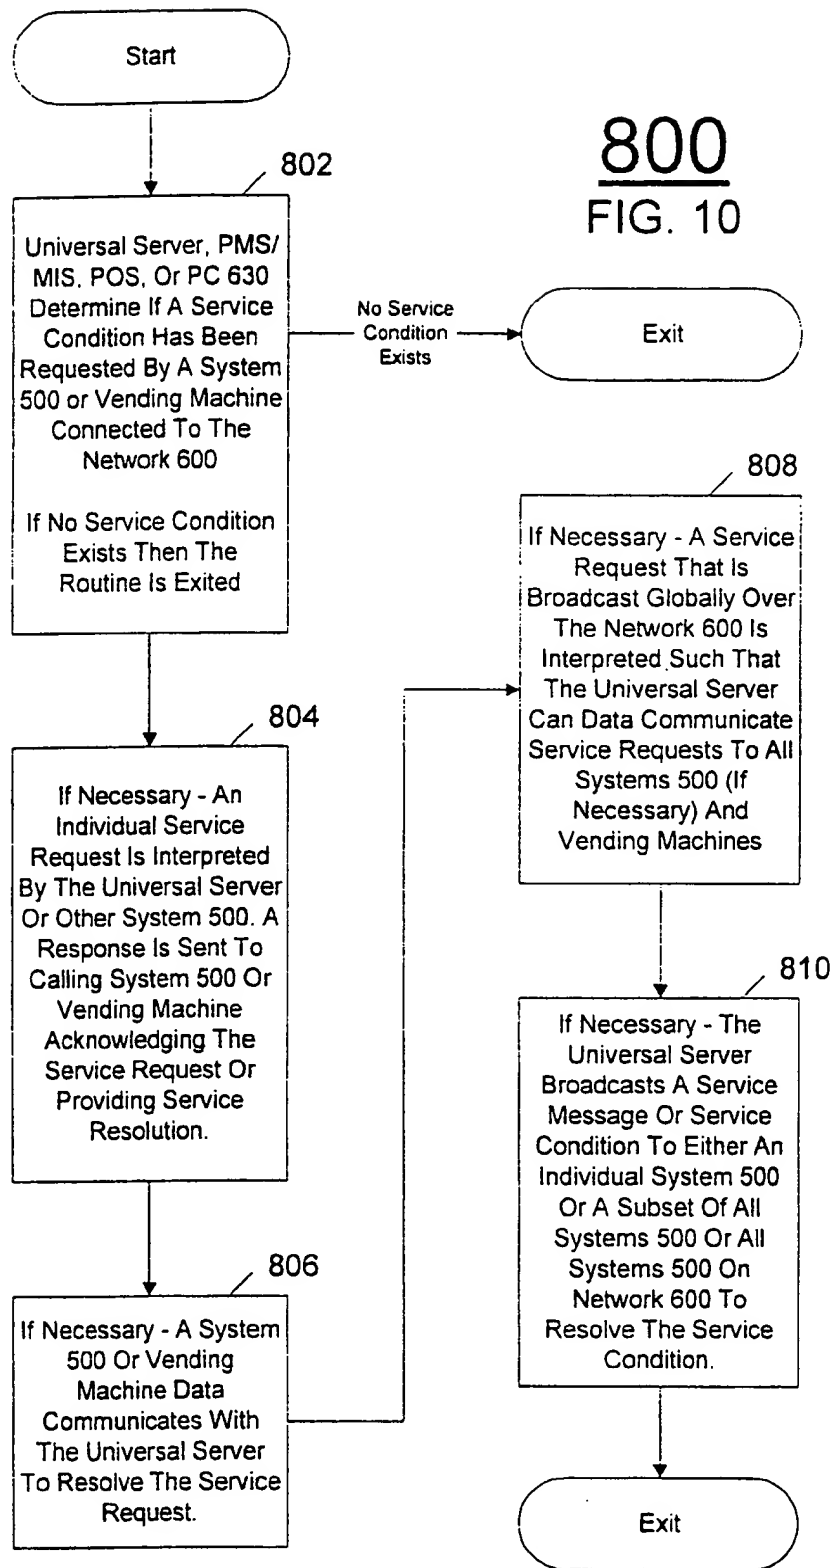 Start
802
800
FIG. 10
Universal Server, PMS/
MIS, POS, Or PC 630
Determine If A Service
Condition Has Been
Requested By A System
500 or Vending Machine
Connected To The
Network 600
If No Service Condition
Exists Then The
Routine Is Exited
No Service
Condition
Exists
Exit
804
If Necessary - An
Individual Service
Request Is Interpreted
By The Universal Server
Or Other System 500. A
Response Is Sent To
Calling System 500 Or
Vending Machine
Acknowledging The
Service Request Or
Providing Service
Resolution.
806
If Necessary - A System
500 Or Vending
Machine Data
Communicates With
The Universal Server
To Resolve The Service
Request.
808
If Necessary - A Service
Request That Is
Broadcast Globally Over
The Network 600 Is
Interpreted Such That
The Universal Server
Can Data Communicate
Service Requests To All
Systems 500 (If
Necessary) And
Vending Machines
810
If Necessary - The
Universal Server
Broadcasts A Service
Message Or Service
Condition To Either An
Individual System 500
Or A Subset Of All
Systems 500 Or All
Systems 500 On
Network 600 To
Resolve The Service
Condition.
Exit